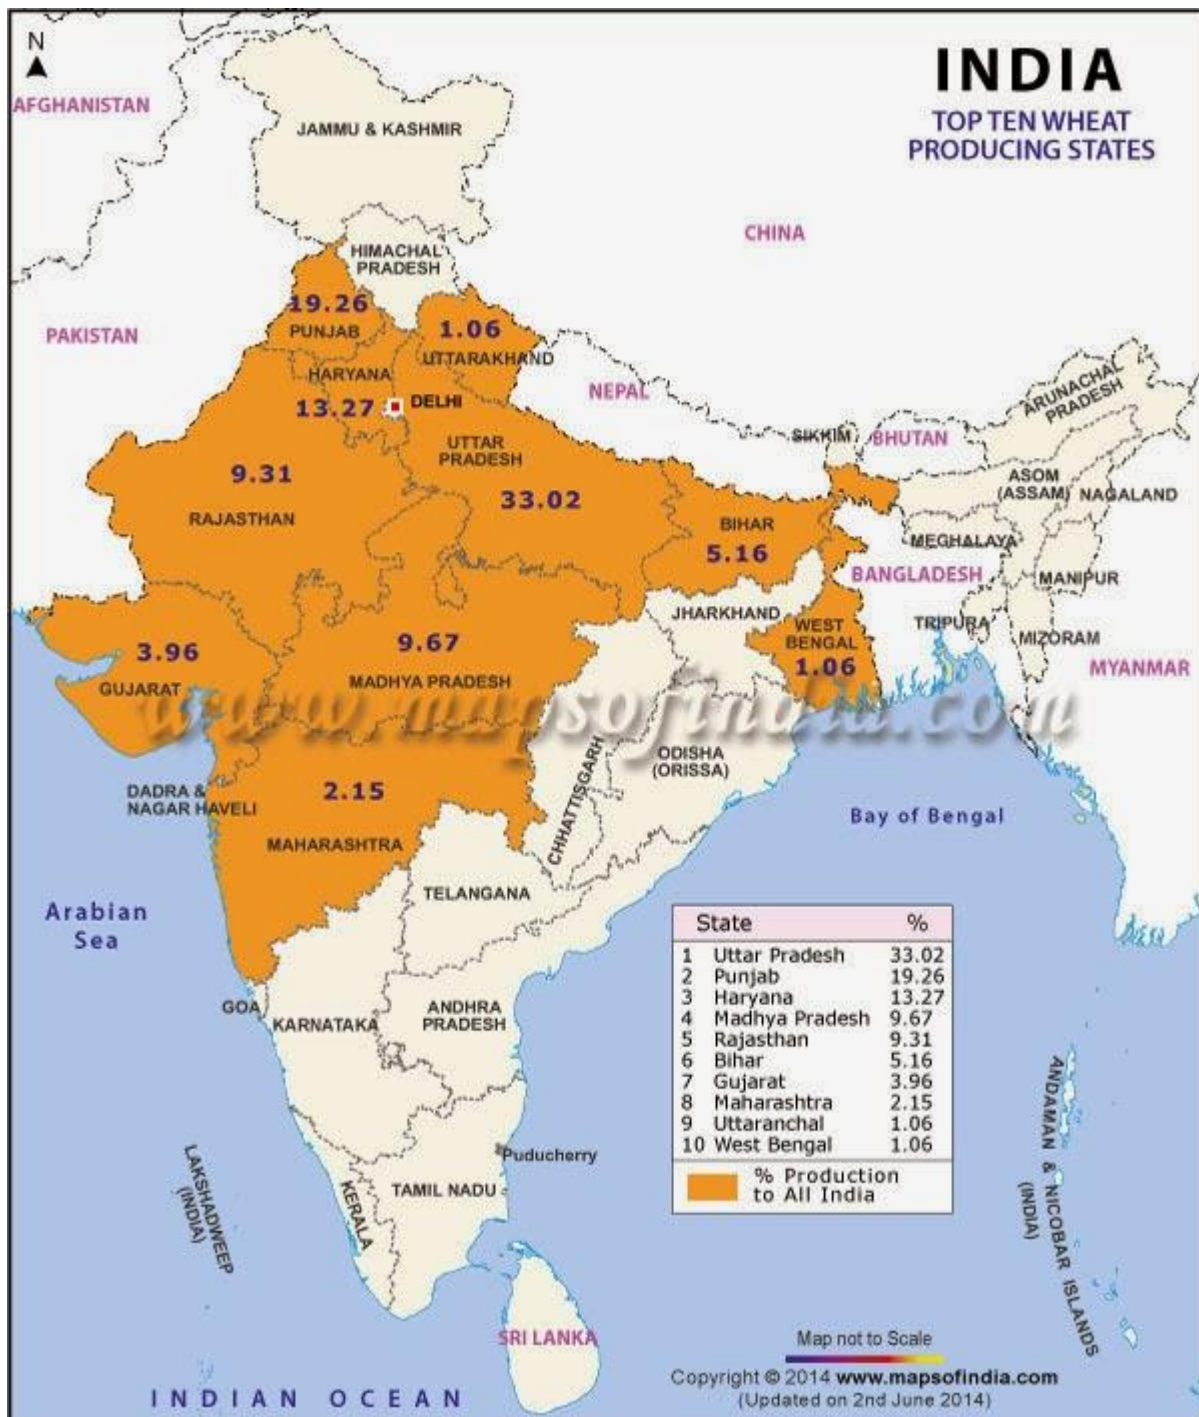 N
INDIA
TOP TEN WHEAT
PRODUCING STATES
AFGHANISTAN
JAMMU & KASHMIR
CHINA
HIMACHAL
PRADESH
19.26
PUNJAB
PAKISTAN
1.06
UTTARAKHAND
HARYANA
13.27
DELHI
NEPAL
ARUNACHAL
PRADESH
SIKKIM
BHUTAN
UTTAR
PRADESH
33.02
9.31
RAJASTHAN
ASOM
(ASSAM)
NAGALAND
BIHAR
5.16
MEGHALAYA
BANGLADESH
MANIPUR
JHARKHAND
WEST
BENGAL
1.06
TRIPURA
MIZORAM
MYANMAR
3.96
GUJARAT
9.67
MADHYA PRADESH
www.mapsofindia.com
CHHATTISGARH
ODISHA
(ORISSA)
DADRA &
NAGAR HAVELI
2.15
MAHARASHTRA
Bay of Bengal
TELANGANA
Arabian
Sea
GOA
KARNATAKA
ANDHRA
PRADESH
State %
1 Uttar Pradesh 33.02
2 Punjab 19.26
3 Haryana 13.27
4 Madhya Pradesh 9.67
5 Rajasthan 9.31
6 Bihar 5.16
7 Gujarat 3.96
8 Maharashtra 2.15
9 Uttaranchal 1.06
10 West Bengal 1.06
% Production
to All India
ANDAMAN & NICOBAR ISLANDS
(INDIA)
LAKSHADWEEP
(INDIA)
Puducherry
KERALA
TAMIL NADU
SRI LANKA
Map not to Scale
Copyright © 2014 www.mapsofindia.com
(Updated on 2nd June 2014)
INDIAN OCEAN